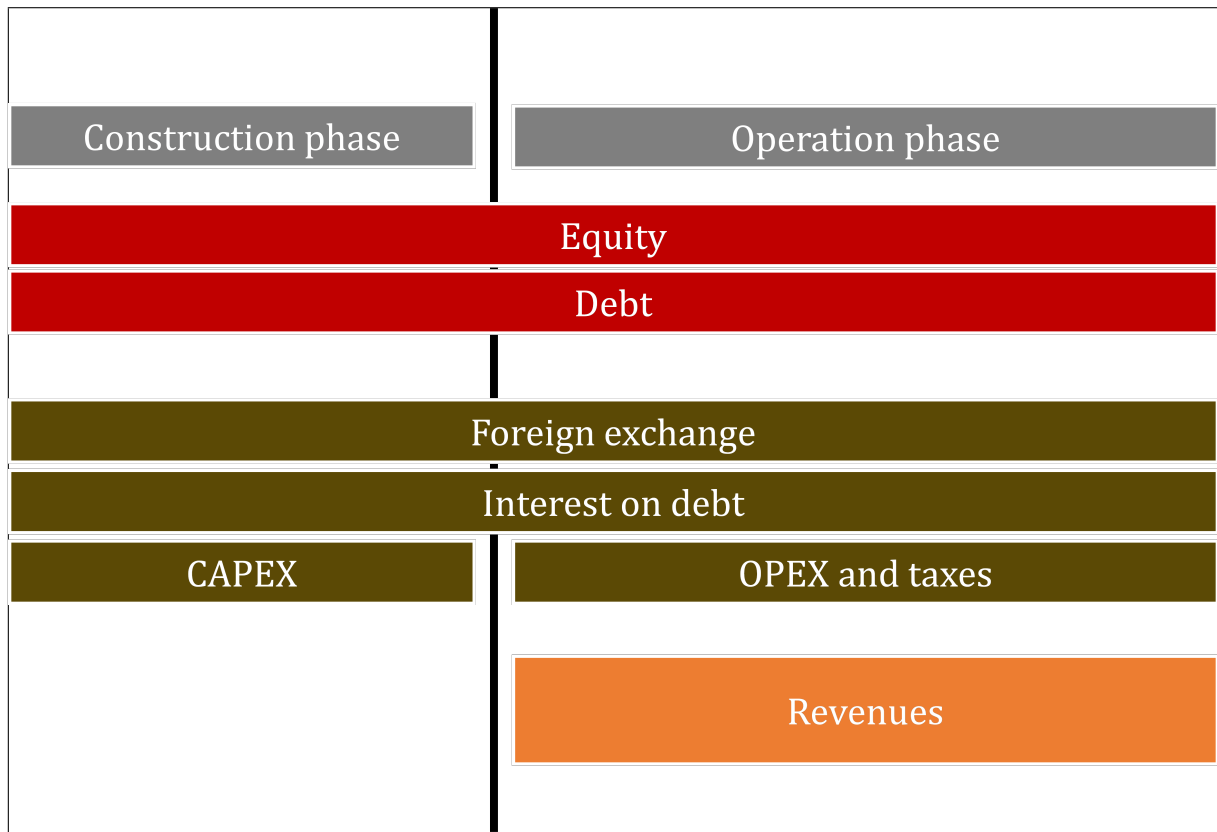 Construction phase
Operation phase
Equity
Debt
Foreign exchange
Interest on debt
CAPEX
OPEX and taxes
Revenues